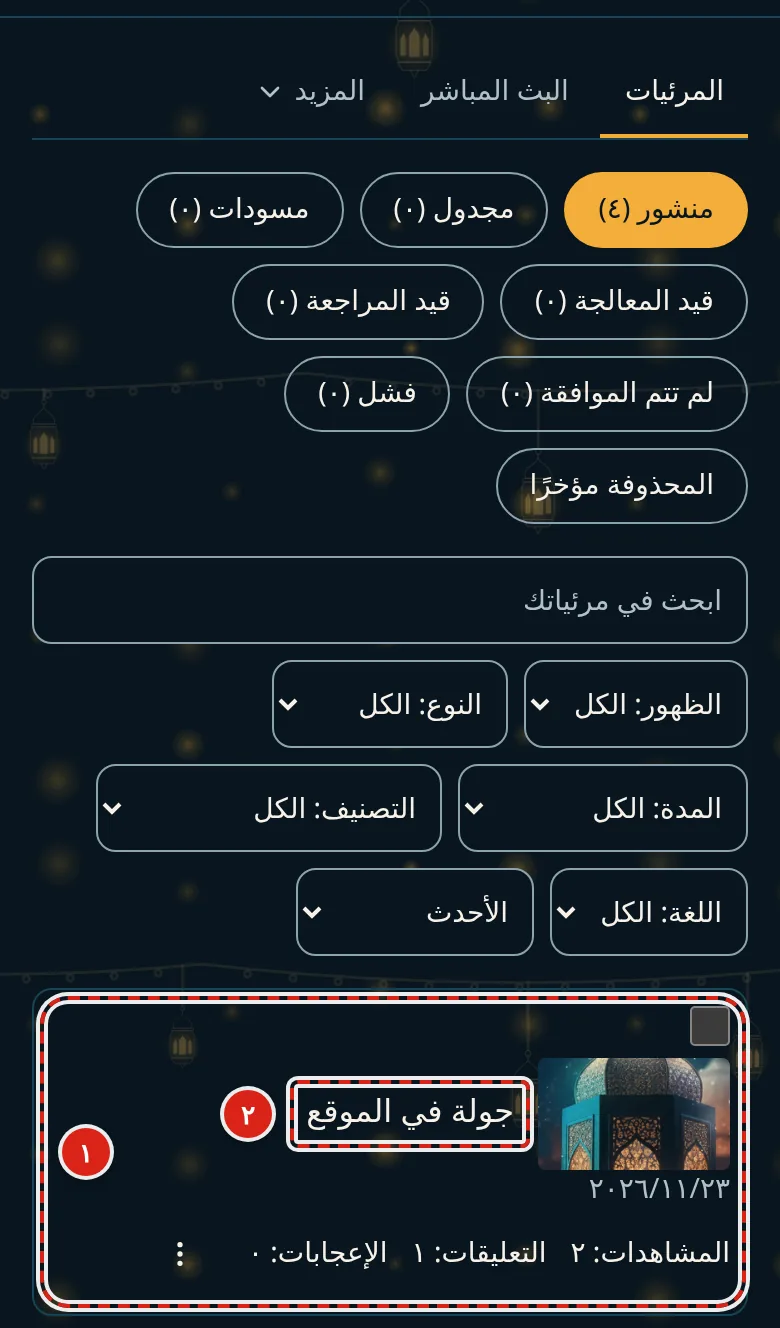 المرئيات البث المباشر المزيد
منشور (٤) مجدول (٠) مسودات (٠)
قيد المعالجة (٠) قيد المراجعة (٠)
لم تتم الموافقة (٠) فشل (٠)
المحذوفة مؤخرًا
ابحث في مرئياتك
الظهور: الكل النوع: الكل
المدة: الكل التصنيف: الكل
اللغة: الكل الأحدث
جولة في الموقع ٢
١
٢٠٢٦/١١/٢٣
المشاهدات: ٢ التعليقات: ١ الإعجابات: ٠